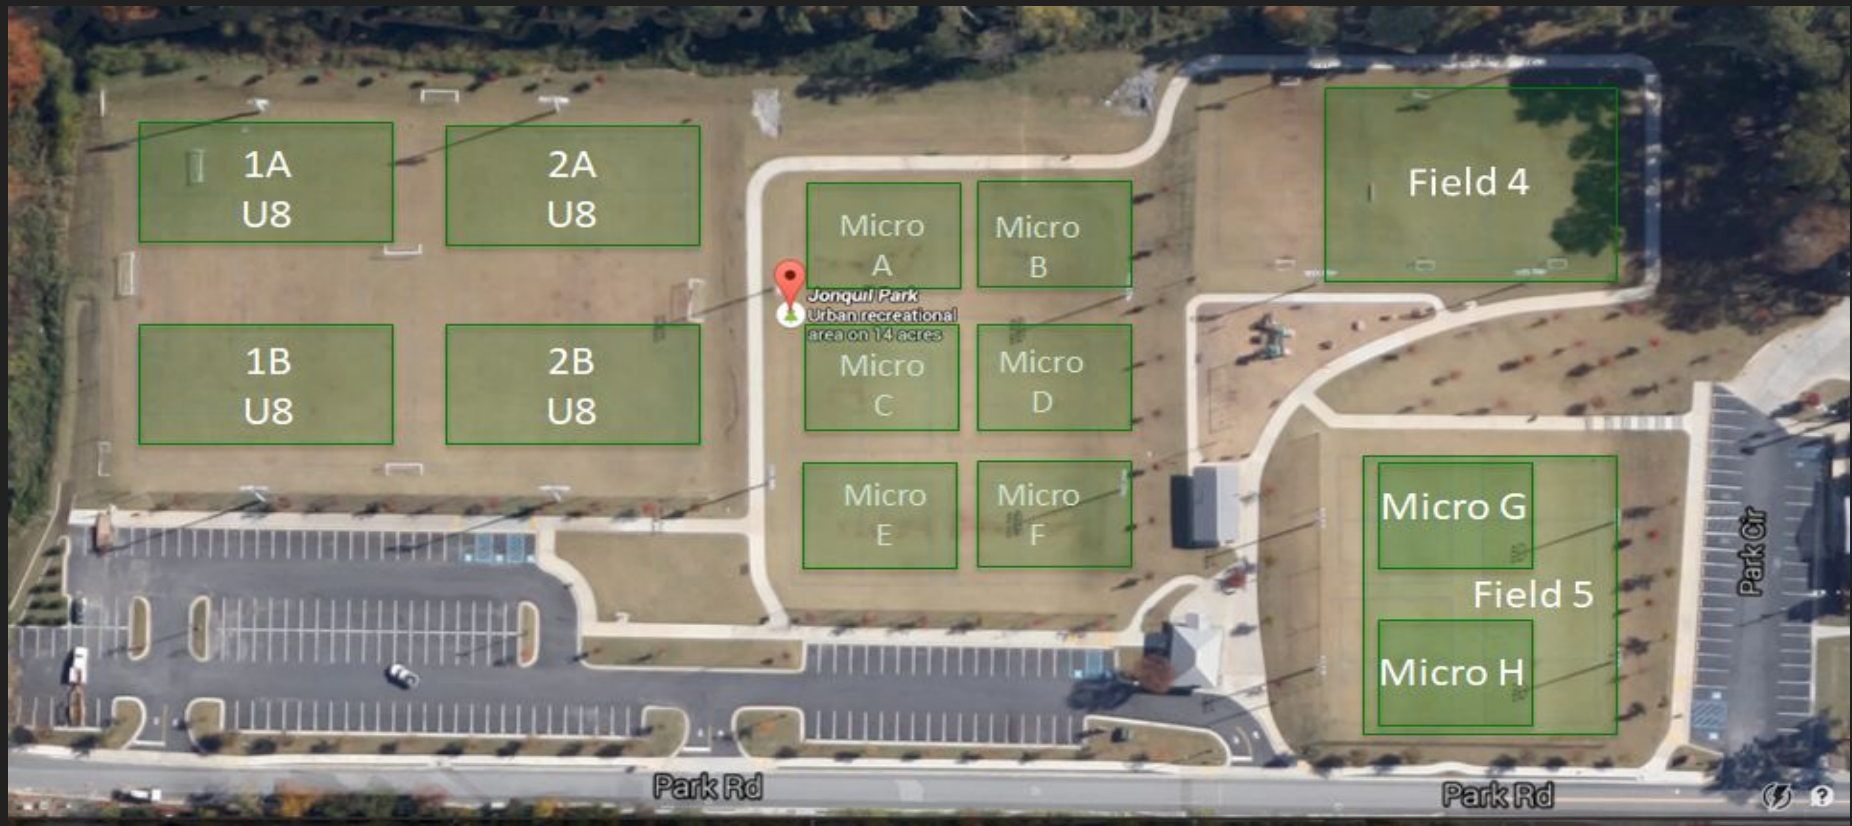 1A
U8
2A
U8
1B
U8
2B
U8
Micro
A
Micro
B
Jonquil Park
Urban recreational
area on 14 acres
Micro
C
Micro
D
Micro
E
Micro
F
Field 4
Micro G
Field 5
Micro H
Park Cir
Park Rd
Park Rd
?